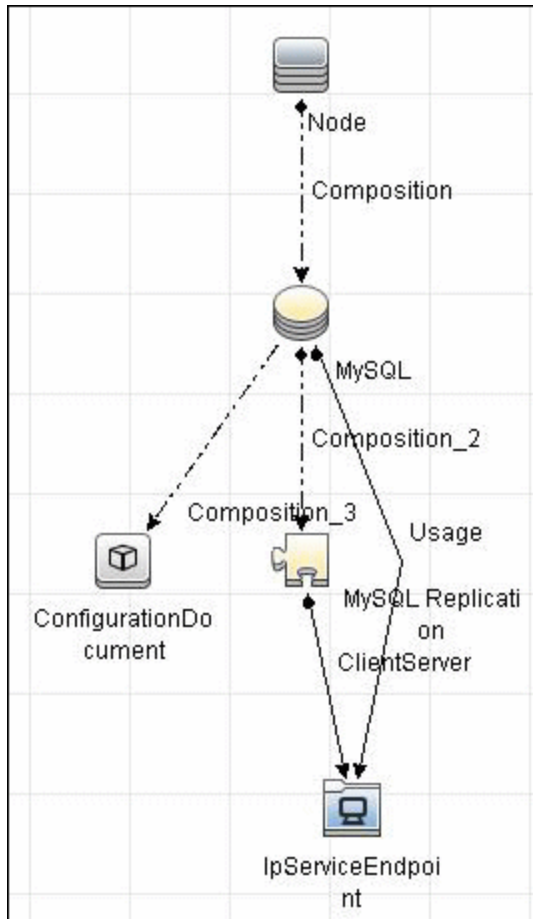 Node
Composition
MySQL
Composition_2
Composition_3
Usage
ConfigurationDo
cument
MySQL Replicati
on
ClientServer
IpServiceEndpoi
nt